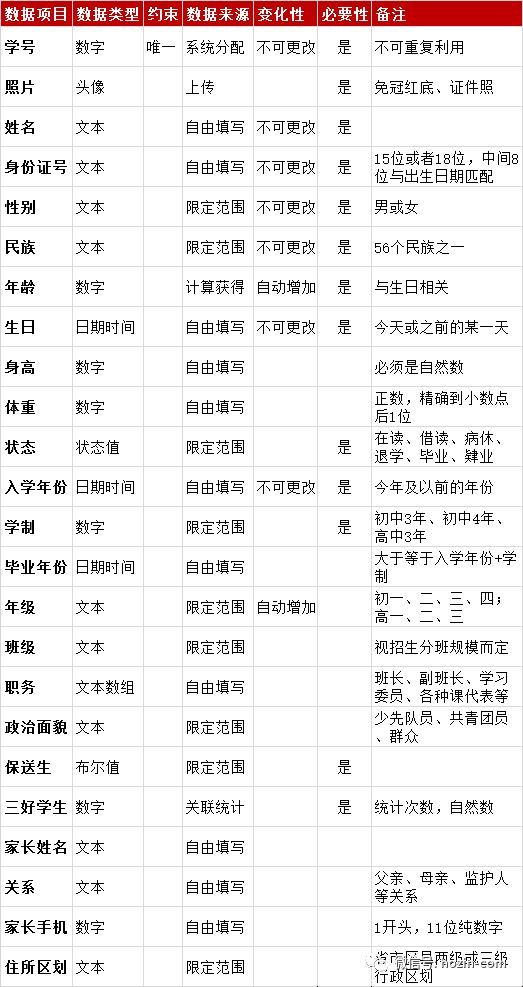 数据项目 数据类型 约束 数据来源 变化性 必要性 备注
学号 数字 唯一 系统分配 不可更改 是 不可重复利用
照片 头像 上传 是 免冠红底、证件照
姓名 文本 自由填写 不可更改 是
身份证号 文本 自由填写 不可更改 是 15位或者18位，中间8
位与出生日期匹配
性别 文本 限定范围 不可更改 是 男或女
民族 文本 限定范围 不可更改 是 56个民族之一
年龄 数字 计算获得 自动增加 是 与生日相关
生日 日期时间 自由填写 不可更改 是 今天或之前的某一天
身高 数字 自由填写 必须是自然数
体重 数字 自由填写 正数，精确到小数点
后1位
状态 状态值 限定范围 是 在读、借读、病休、
退学、毕业、肄业
入学年份 日期时间 自由填写 不可更改 是 今年及以前的年份
学制 数字 限定范围 是 初中3年、初中4年、
高中3年
毕业年份 日期时间 自由填写 大于等于入学年份+学
制
年级 文本 限定范围 自动增加 初一、二、三、四；
高一、二、三
班级 文本 限定范围 视招生分班规模而定
职务 文本数组 自由填写 班长、副班长、学习
委员、各种课代表等
政治面貌 文本 限定范围 少先队员、共青团员
、群众
保送生 布尔值 限定范围 是
三好学生 数字 关联统计 是 统计次数，自然数
家长姓名 文本 自由填写
关系 文本 自由填写 父亲、母亲、监护人
等关系
家长手机 数字 自由填写 1开头，11位纯数字
住所区划 文本 限定范围 省市区县两级或三级
行政区划